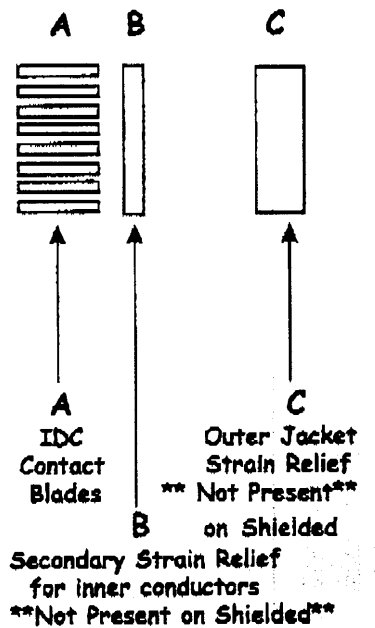 A B C
A
IDC
Contact
Blades
C
Outer Jacket
Strain Relief
** Not Present**
on Shielded
B
Secondary Strain Relief
for inner conductors
**Not Present on Shielded**